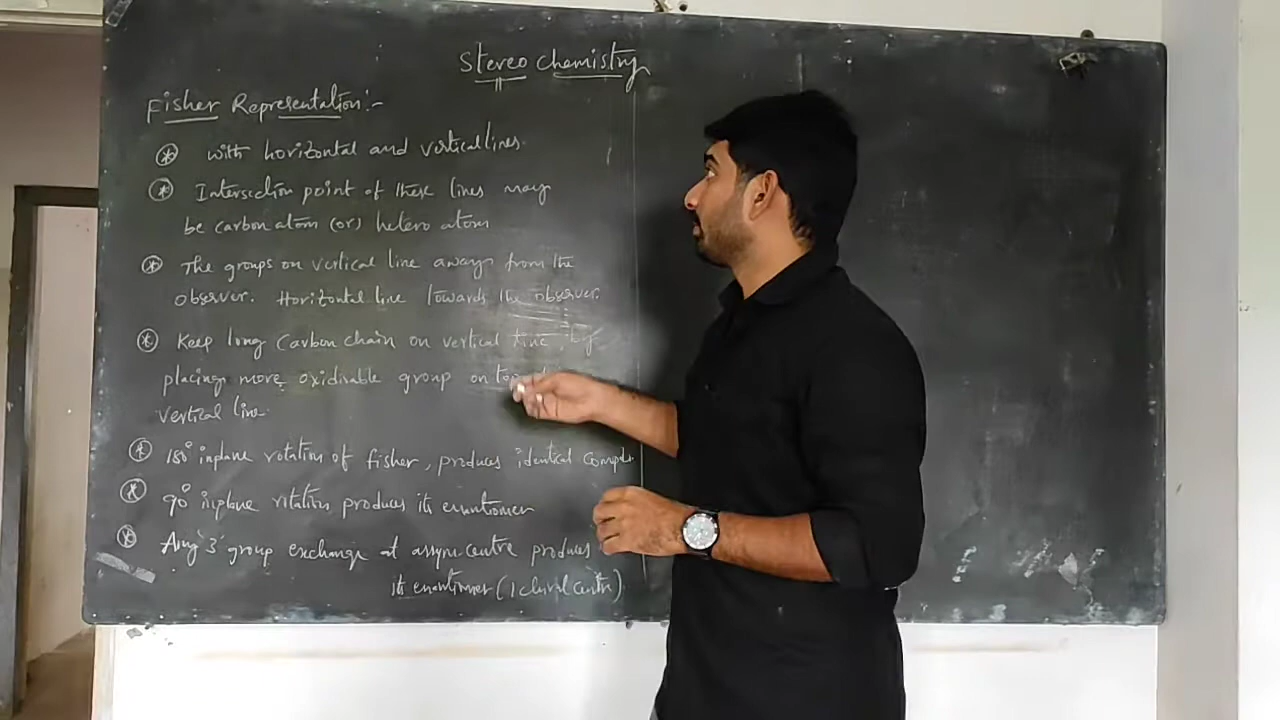 Stereo chemistry
Fisher Representation:-
with horizontal and vertical lines.
Intersection point of these lines may
be carbon atom (or) hetero atom
The groups on vertical line away from the
observer. Horizontal line towards the observer.
Keep long carbon chain on vertical line, by
placing more oxidisable group on
vertical line.
180° inplane rotation of fisher, produces identical
90° inplane rotation produces its enantiomer
Any '3' group exchange at asym.centre produces
its enantiomer (1 chiral centre)